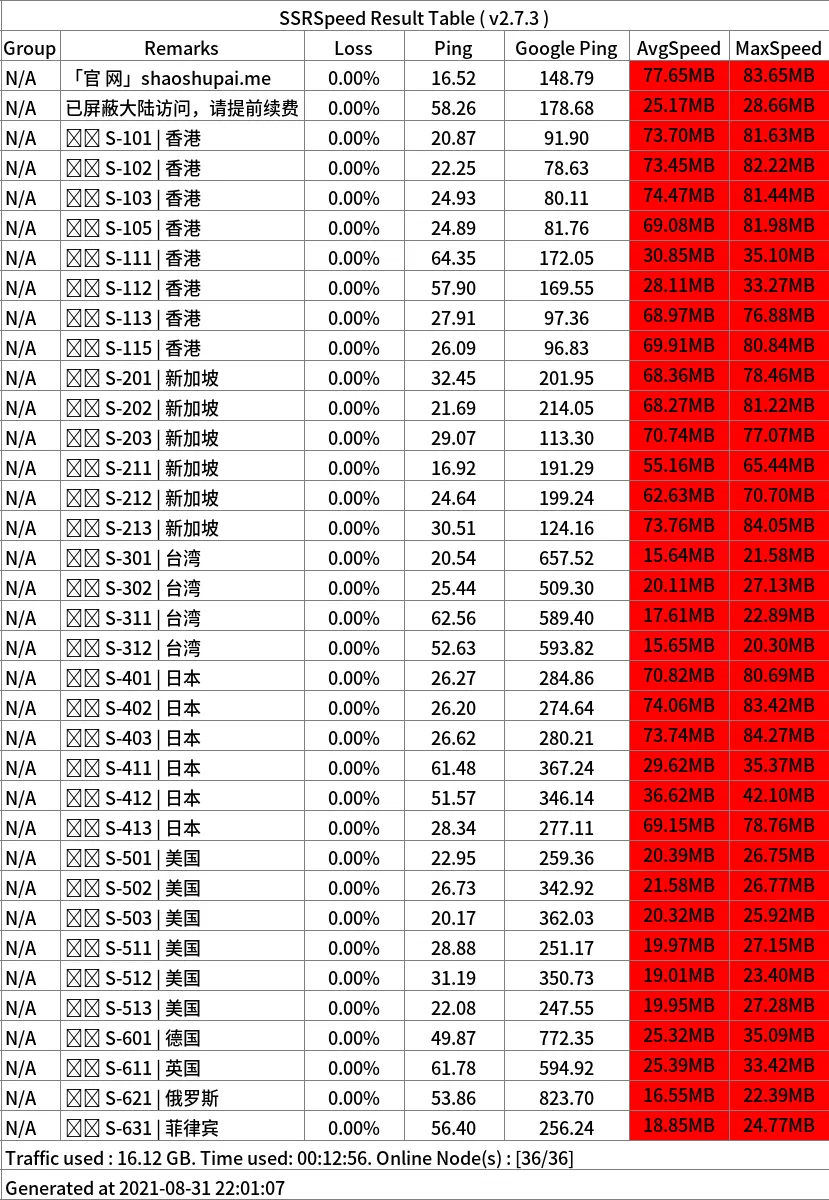 SSRSpeed Result Table ( v2.7.3 )
Group Remarks Loss Ping Google Ping AvgSpeed MaxSpeed
N/A 「官 网」shaoshupai.me 0.00% 16.52 148.79 77.65MB 83.65MB
N/A 已屏蔽大陆访问，请提前续费 0.00% 58.26 178.68 25.17MB 28.66MB
N/A S-101 | 香港 0.00% 20.87 91.90 73.70MB 81.63MB
N/A S-102 | 香港 0.00% 22.25 78.63 73.45MB 82.22MB
N/A S-103 | 香港 0.00% 24.93 80.11 74.47MB 81.44MB
N/A S-105 | 香港 0.00% 24.89 81.76 69.08MB 81.98MB
N/A S-111 | 香港 0.00% 64.35 172.05 30.85MB 35.10MB
N/A S-112 | 香港 0.00% 57.90 169.55 28.11MB 33.27MB
N/A S-113 | 香港 0.00% 27.91 97.36 68.97MB 76.88MB
N/A S-115 | 香港 0.00% 26.09 96.83 69.91MB 80.84MB
N/A S-201 | 新加坡 0.00% 32.45 201.95 68.36MB 78.46MB
N/A S-202 | 新加坡 0.00% 21.69 214.05 68.27MB 81.22MB
N/A S-203 | 新加坡 0.00% 29.07 113.30 70.74MB 77.07MB
N/A S-211 | 新加坡 0.00% 16.92 191.29 55.16MB 65.44MB
N/A S-212 | 新加坡 0.00% 24.64 199.24 62.63MB 70.70MB
N/A S-213 | 新加坡 0.00% 30.51 124.16 73.76MB 84.05MB
N/A S-301 | 台湾 0.00% 20.54 657.52 15.64MB 21.58MB
N/A S-302 | 台湾 0.00% 25.44 509.30 20.11MB 27.13MB
N/A S-311 | 台湾 0.00% 62.56 589.40 17.61MB 22.89MB
N/A S-312 | 台湾 0.00% 52.63 593.82 15.65MB 20.30MB
N/A S-401 | 日本 0.00% 26.27 284.86 70.82MB 80.69MB
N/A S-402 | 日本 0.00% 26.20 274.64 74.06MB 83.42MB
N/A S-403 | 日本 0.00% 26.62 280.21 73.74MB 84.27MB
N/A S-411 | 日本 0.00% 61.48 367.24 29.62MB 35.37MB
N/A S-412 | 日本 0.00% 51.57 346.14 36.62MB 42.10MB
N/A S-413 | 日本 0.00% 28.34 277.11 69.15MB 78.76MB
N/A S-501 | 美国 0.00% 22.95 259.36 20.39MB 26.75MB
N/A S-502 | 美国 0.00% 26.73 342.92 21.58MB 26.77MB
N/A S-503 | 美国 0.00% 20.17 362.03 20.32MB 25.92MB
N/A S-511 | 美国 0.00% 28.88 251.17 19.97MB 27.15MB
N/A S-512 | 美国 0.00% 31.19 350.73 19.01MB 23.40MB
N/A S-513 | 美国 0.00% 22.08 247.55 19.95MB 27.28MB
N/A S-601 | 德国 0.00% 49.87 772.35 25.32MB 35.09MB
N/A S-611 | 英国 0.00% 61.78 594.92 25.39MB 33.42MB
N/A S-621 | 俄罗斯 0.00% 53.86 823.70 16.55MB 22.39MB
N/A S-631 | 菲律宾 0.00% 56.40 256.24 18.85MB 24.77MB
Traffic used : 16.12 GB. Time used: 00:12:56. Online Node(s) : [36/36]
Generated at 2021-08-31 22:01:07